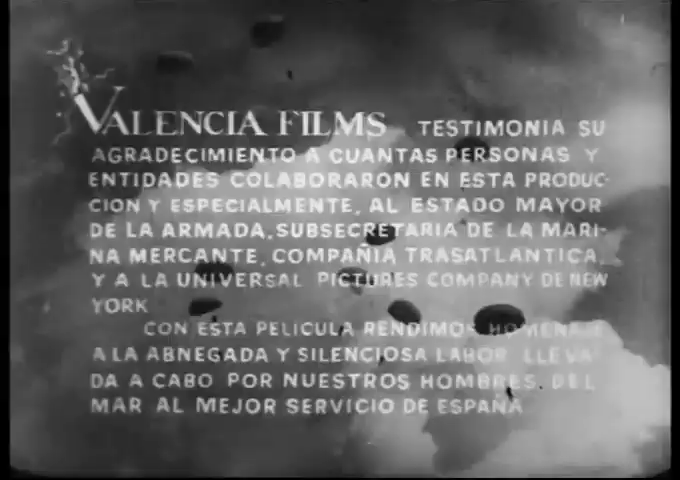 VALENCIA FILMS TESTIMONIA SU
AGRADECIMIENTO A CUANTAS PERSONAS Y
ENTIDADES COLABORARON EN ESTA PRODUC-
CION Y ESPECIALMENTE, AL ESTADO MAYOR
DE LA ARMADA, SUBSECRETARIA DE LA MARI-
NA MERCANTE, COMPAÑIA TRASATLANTICA,
Y A LA UNIVERSAL PICTURES COMPANY DE NEW
YORK
CON ESTA PELICULA RENDIMOS HOMENAJE
A LA ABNEGADA Y SILENCIOSA LABOR LLEVA-
DA A CABO POR NUESTROS HOMBRES DEL
MAR AL MEJOR SERVICIO DE ESPAÑA